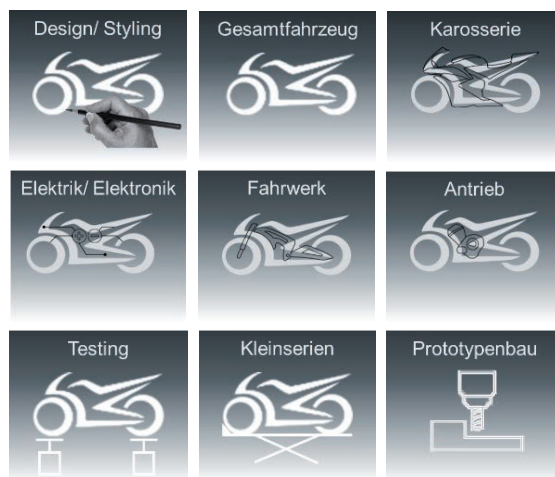 Design/ Styling
Gesamtfahrzeug
Karosserie
Elektrik/ Elektronik
Fahrwerk
Antrieb
Testing
Kleinserien
Prototypenbau